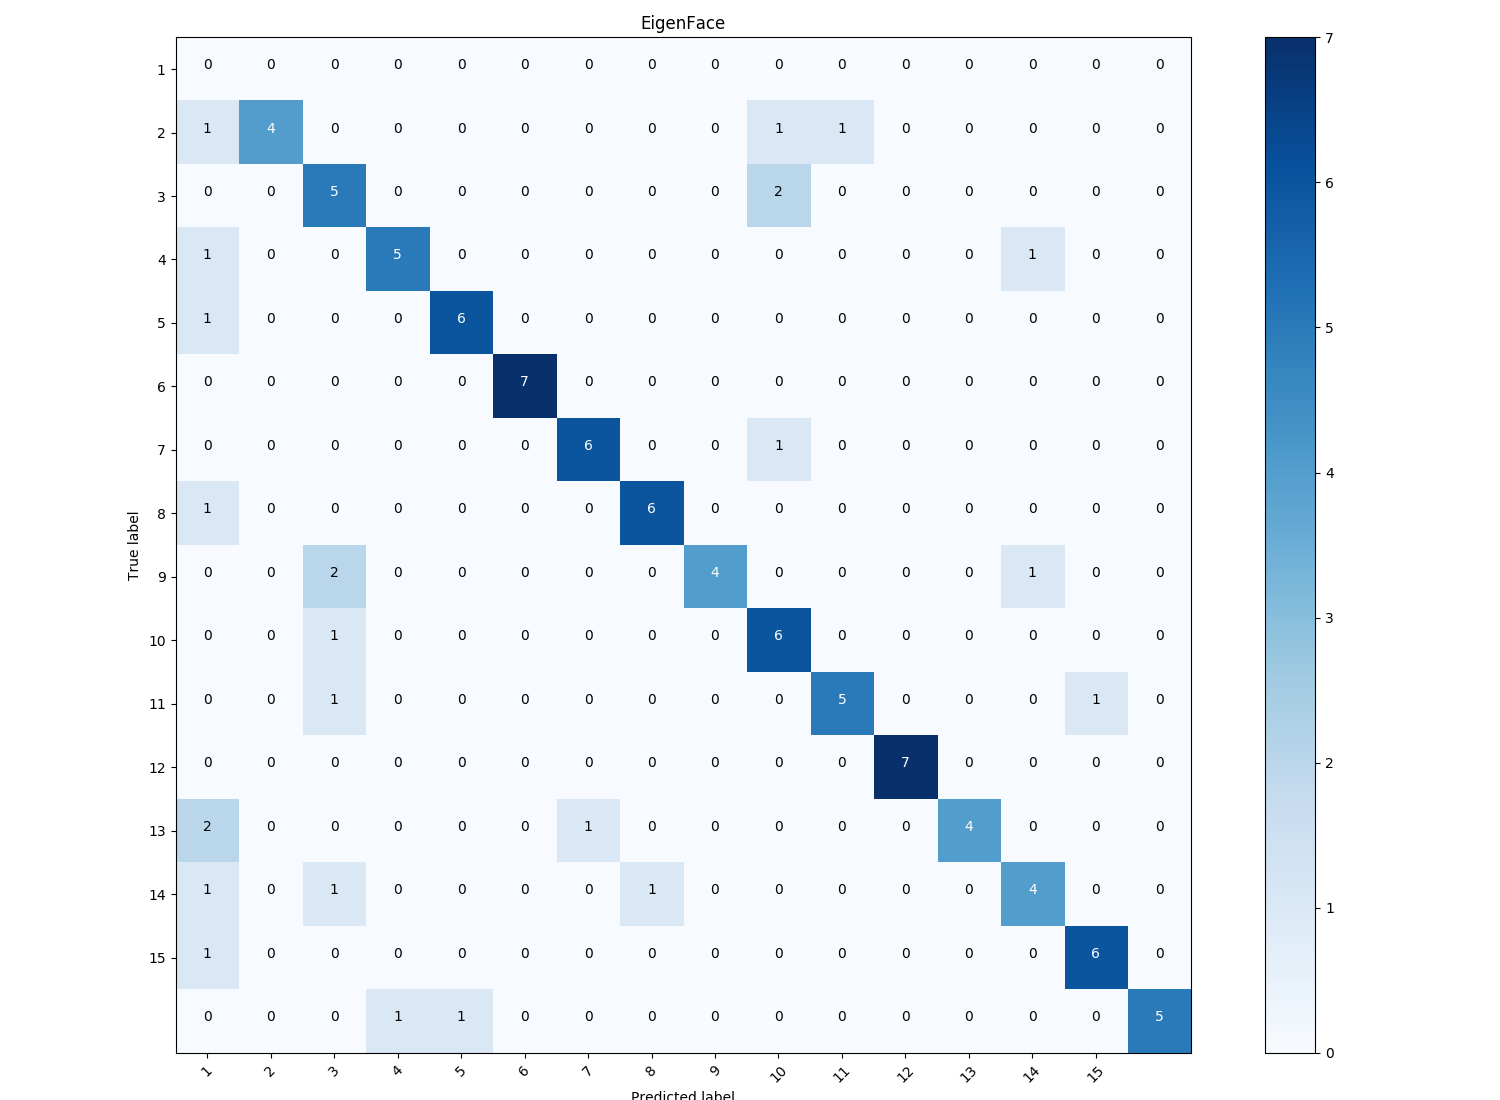 EigenFace
1 0 0 0 0 0 0 0 0 0 0 0 0 0 0 0 0
2 1 4 0 0 0 0 0 0 0 1 1 0 0 0 0 0
3 0 0 5 0 0 0 0 0 0 2 0 0 0 0 0 0
4 1 0 0 5 0 0 0 0 0 0 0 0 0 1 0 0
5 1 0 0 0 6 0 0 0 0 0 0 0 0 0 0 0
6 0 0 0 0 0 7 0 0 0 0 0 0 0 0 0 0
7 0 0 0 0 0 0 6 0 0 1 0 0 0 0 0 0
8 1 0 0 0 0 0 0 6 0 0 0 0 0 0 0 0
9 0 0 2 0 0 0 0 0 4 0 0 0 0 1 0 0
10 0 0 1 0 0 0 0 0 0 6 0 0 0 0 0 0
11 0 0 1 0 0 0 0 0 0 0 5 0 0 0 1 0
12 0 0 0 0 0 0 0 0 0 0 0 7 0 0 0 0
13 2 0 0 0 0 0 1 0 0 0 0 0 4 0 0 0
14 1 0 1 0 0 0 0 1 0 0 0 0 0 4 0 0
15 1 0 0 0 0 0 0 0 0 0 0 0 0 0 6 0
0 0 0 1 1 0 0 0 0 0 0 0 0 0 0 5
1 2 3 4 5 6 7 8 9 10 11 12 13 14 15
Predicted label
True label
7
6
5
4
3
2
1
0